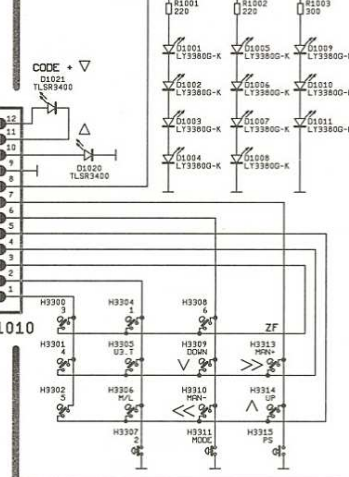 R1001
220
R1002
220
R1003
300
D1001
LY3380G-K
D1005
LY3380G-K
D1009
LY3380G-K
D1002
LY3380G-K
D1006
LY3380G-K
D1010
LY3380G-K
D1003
LY3380G-K
D1007
LY3380G-K
D1011
LY3380G-K
D1004
LY3380G-K
D1008
LY3380G-K
CODE +
D1021
TLSR3400
D1020
TLSR3400
12
11
10
9
8
7
6
5
4
3
2
1
1010
H3300
3
H3304
1
H3308
6
ZF
H3301
4
H3305
U3.T
H3309
DOWN
H3313
MAN+
H3302
5
H3306
M/L
H3310
MAN-
H3314
UP
H3307
2
H3311
MODE
H3315
PS